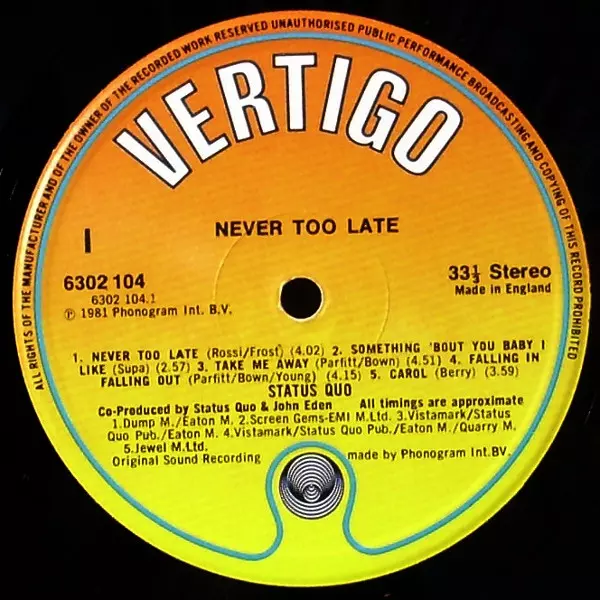 ALL RIGHTS OF THE MANUFACTURER AND OF THE OWNER OF THE RECORDED WORK RESERVED UNAUTHORISED PUBLIC PERFORMANCE BROADCASTING AND COPYING OF THIS RECORD PROHIBITED
VERTIGO
NEVER TOO LATE
I
6302 104
6302 104.1
℗ 1981 Phonogram Int. B.V.
33⅓ Stereo
Made in England
1. NEVER TOO LATE (Rossi/Frost) (4.02) 2. SOMETHING 'BOUT YOU BABY I
LIKE (Supa) (2.57) 3. TAKE ME AWAY (Parfitt/Bown) (4.51) 4. FALLING IN
FALLING OUT (Parfitt/Bown/Young) (4.15) 5. CAROL (Berry) (3.59)
STATUS QUO
Co-Produced by Status Quo & John Eden All timings are approximate
1.Dump M./Eaton M. 2.Screen Gems-EMI M.Ltd. 3.Vistamark/Status
Quo Pub./Eaton M. 4.Vistamark/Status Quo Pub./Eaton M./Quarry M.
5.Jewel M.Ltd.
Original Sound Recording made by Phonogram Int.BV.